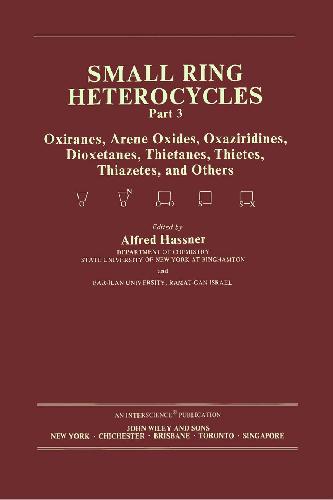 SMALL RING
HETEROCYCLES
Part 3
Oxiranes, Arene Oxides, Oxaziridines,
Dioxetanes, Thietanes, Thietes,
Thiazetes, and Others
O
N
O
O—O
S
S—X
Edited by
Alfred Hassner
DEPARTMENT OF CHEMISTRY
STATE UNIVERSITY OF NEW YORK AT BINGHAMTON
and
BAR-ILAN UNIVERSITY, RAMAT-GAN ISRAEL
AN INTERSCIENCE® PUBLICATION
JOHN WILEY AND SONS
NEW YORK · CHICHESTER · BRISBANE · TORONTO · SINGAPORE